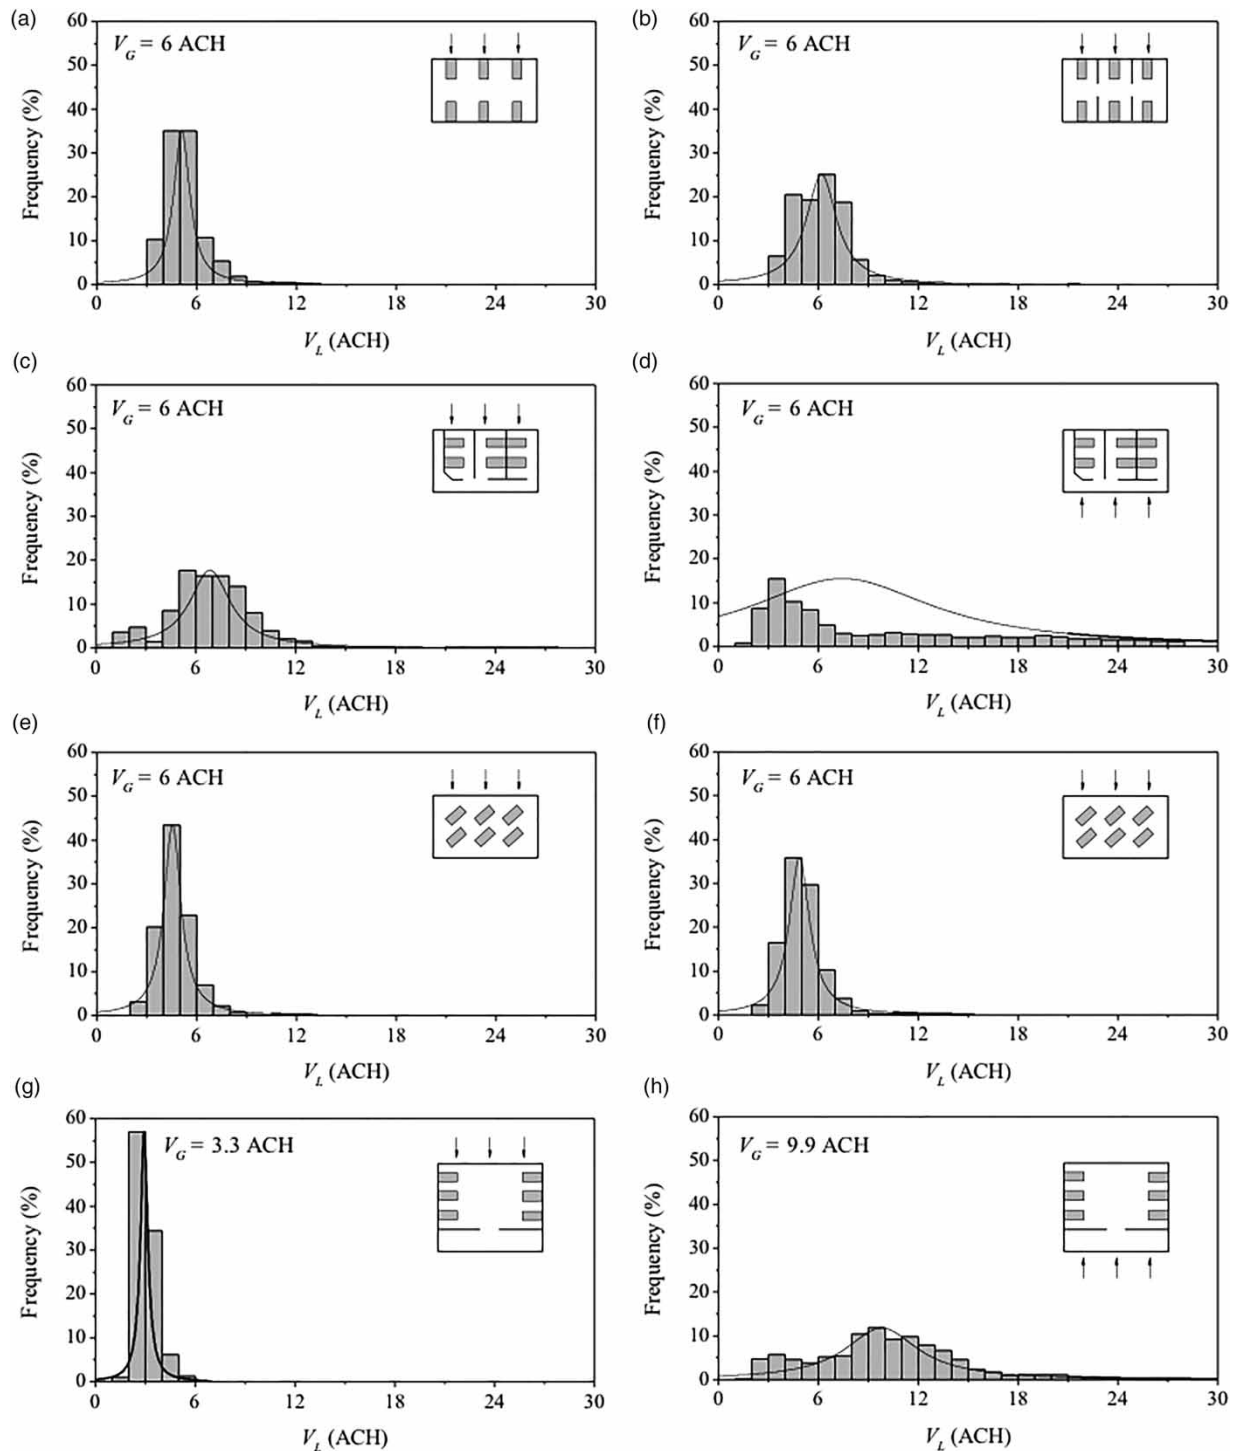 (a)
60
50
40
30
20
10
0
0 6 12 18 24 30
Frequency (%)
V_L (ACH)
V_G = 6 ACH
(b)
60
50
40
30
20
10
0
0 6 12 18 24 30
Frequency (%)
V_L (ACH)
V_G = 6 ACH
(c)
60
50
40
30
20
10
0
0 6 12 18 24 30
Frequency (%)
V_L (ACH)
V_G = 6 ACH
(d)
60
50
40
30
20
10
0
0 6 12 18 24 30
Frequency (%)
V_L (ACH)
V_G = 6 ACH
(e)
60
50
40
30
20
10
0
0 6 12 18 24 30
Frequency (%)
V_L (ACH)
V_G = 6 ACH
(f)
60
50
40
30
20
10
0
0 6 12 18 24 30
Frequency (%)
V_L (ACH)
V_G = 6 ACH
(g)
60
50
40
30
20
10
0
0 6 12 18 24 30
Frequency (%)
V_L (ACH)
V_G = 3.3 ACH
(h)
60
50
40
30
20
10
0
0 6 12 18 24 30
Frequency (%)
V_L (ACH)
V_G = 9.9 ACH